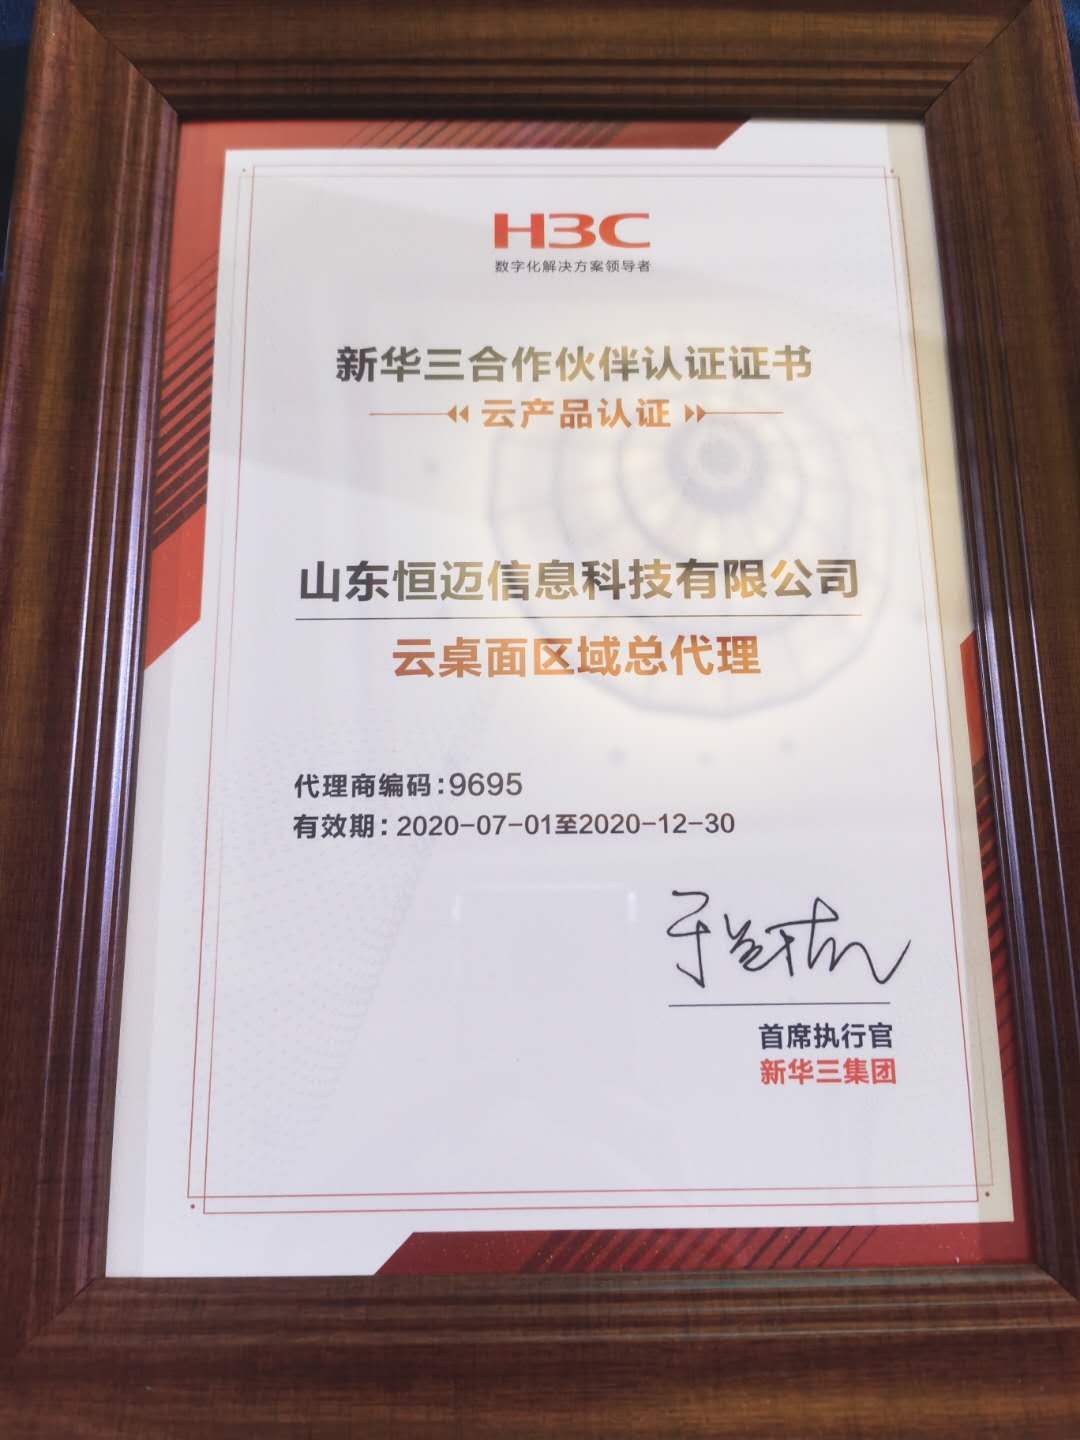 H3C
数字化解决方案领导者
新华三合作伙伴认证证书
云产品认证
山东恒迈信息科技有限公司
云桌面区域总代理
代理商编码:9695
有效期:2020-07-01至2020-12-30
首席执行官
新华三集团